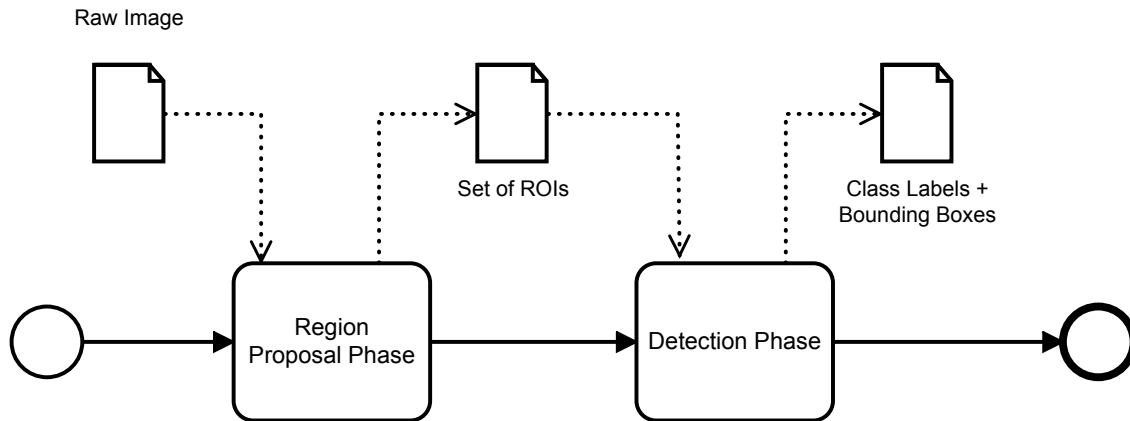 Raw Image
Set of ROIs
Class Labels +
Bounding Boxes
Region
Proposal Phase
Detection Phase